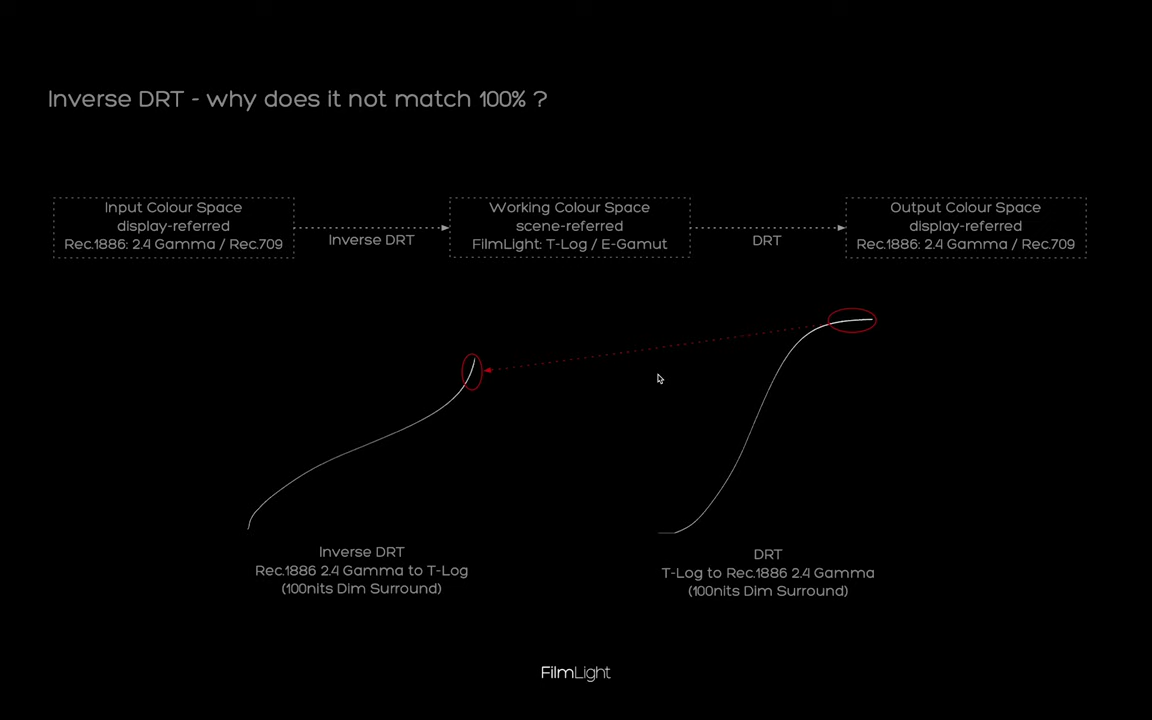 Inverse DRT - why does it not match 100% ?
Input Colour Space
display-referred
Rec.1886: 2.4 Gamma / Rec.709
Inverse DRT
Working Colour Space
scene-referred
FilmLight: T-Log / E-Gamut
DRT
Output Colour Space
display-referred
Rec.1886: 2.4 Gamma / Rec.709
Inverse DRT
Rec.1886 2.4 Gamma to T-Log
(100nits Dim Surround)
DRT
T-Log to Rec.1886 2.4 Gamma
(100nits Dim Surround)
FilmLight